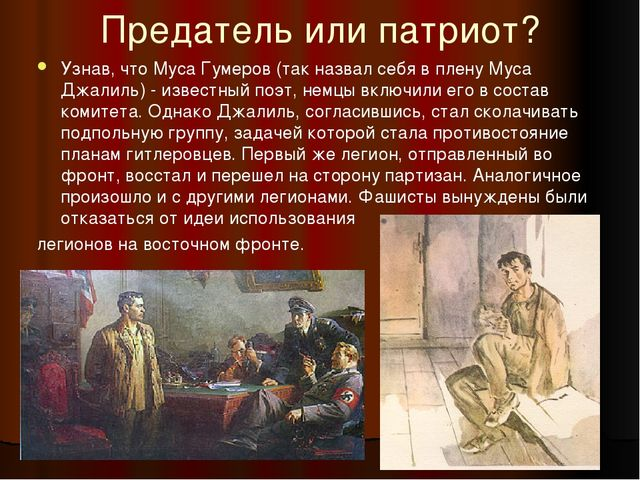 Предатель или патриот?
Узнав, что Муса Гумеров (так назвал себя в плену Муса
Джалиль) - известный поэт, немцы включили его в состав
комитета. Однако Джалиль, согласившись, стал сколачивать
подпольную группу, задачей которой стала противостояние
планам гитлеровцев. Первый же легион, отправленный во
фронт, восстал и перешел на сторону партизан. Аналогичное
произошло и с другими легионами. Фашисты вынуждены были
отказаться от идеи использования
легионов на восточном фронте.